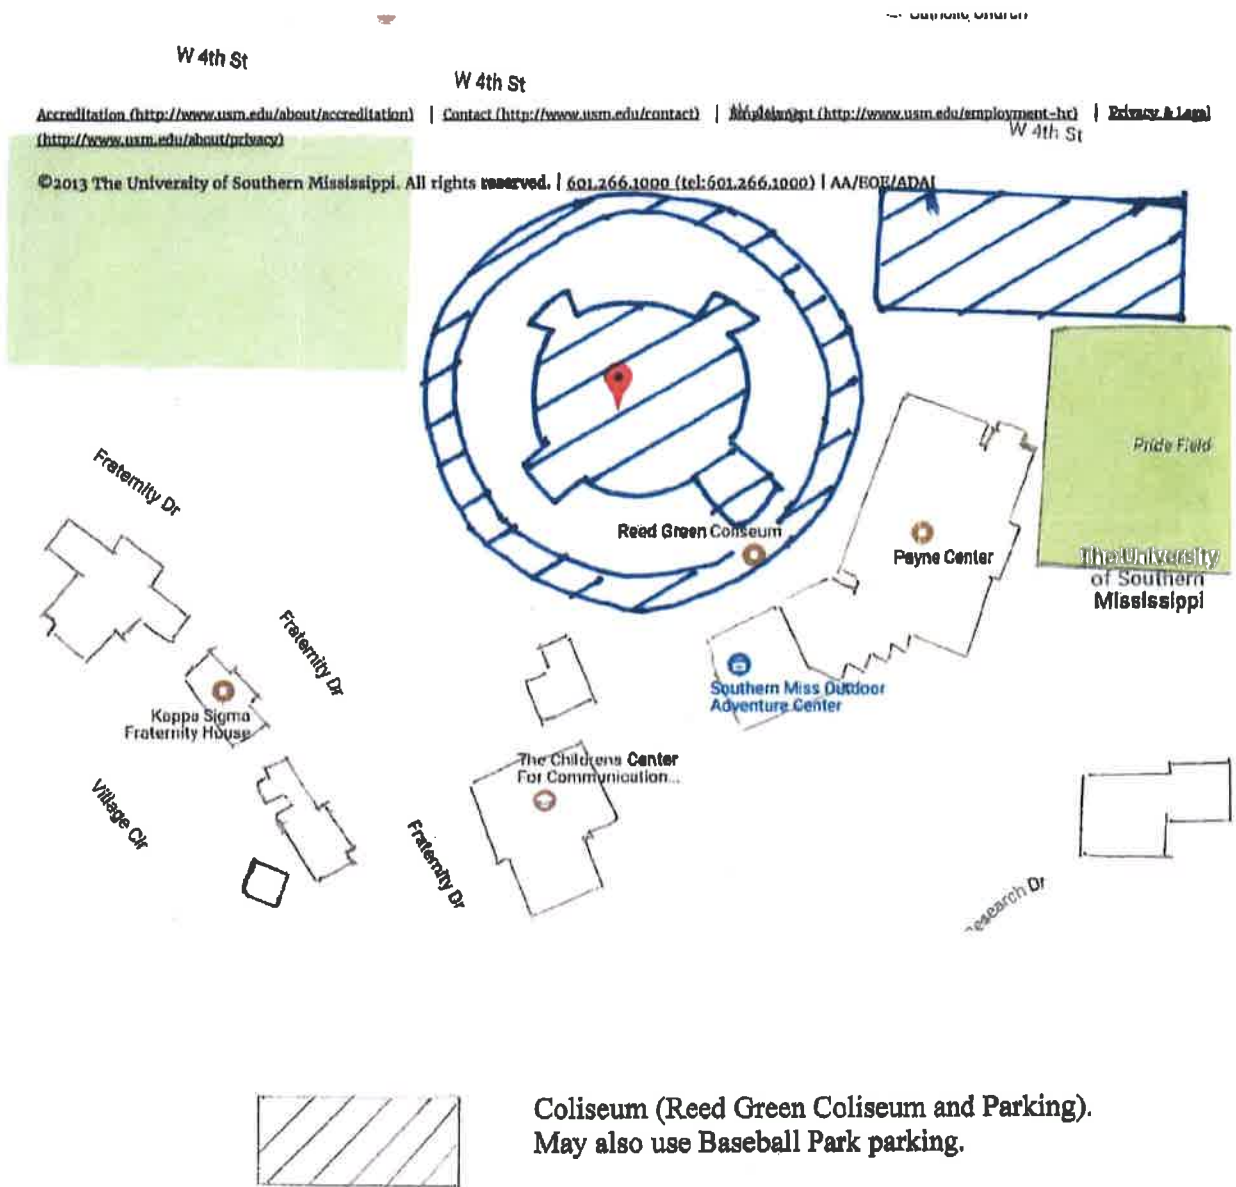 Catholic Church
W 4th St
W 4th St
Accreditation (http://www.usm.edu/about/accreditation) | Contact (http://www.usm.edu/contact) | (http://www.usm.edu/employment-hr) | Privacy & Legal
(http://www.usm.edu/about/privacy)
W 4th St
©2013 The University of Southern Mississippi. All rights reserved. | 601.266.1000 (tel:601.266.1000) | AA/EOE/ADAI
Pride Field
Fraternity Dr
Reed Green Coliseum
Payne Center
The University
of Southern
Mississippi
Fraternity Dr
Southern Miss Outdoor
Adventure Center
Kappa Sigma
Fraternity House
The Childrens Center
For Communication...
Village Cir
Fraternity Dr
Research Dr
Coliseum (Reed Green Coliseum and Parking).
May also use Baseball Park parking.